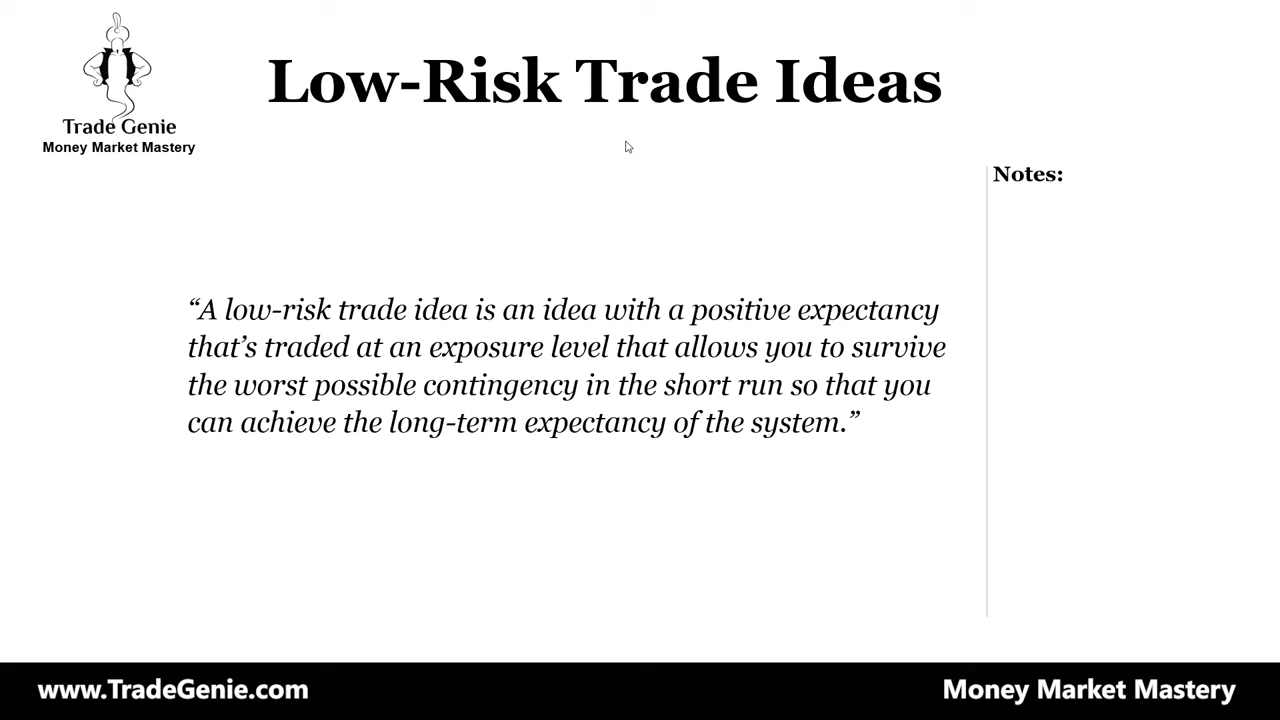 Low-Risk Trade Ideas
Trade Genie
Money Market Mastery
Notes:
“A low-risk trade idea is an idea with a positive expectancy
that’s traded at an exposure level that allows you to survive
the worst possible contingency in the short run so that you
can achieve the long-term expectancy of the system.”
www.TradeGenie.com
Money Market Mastery